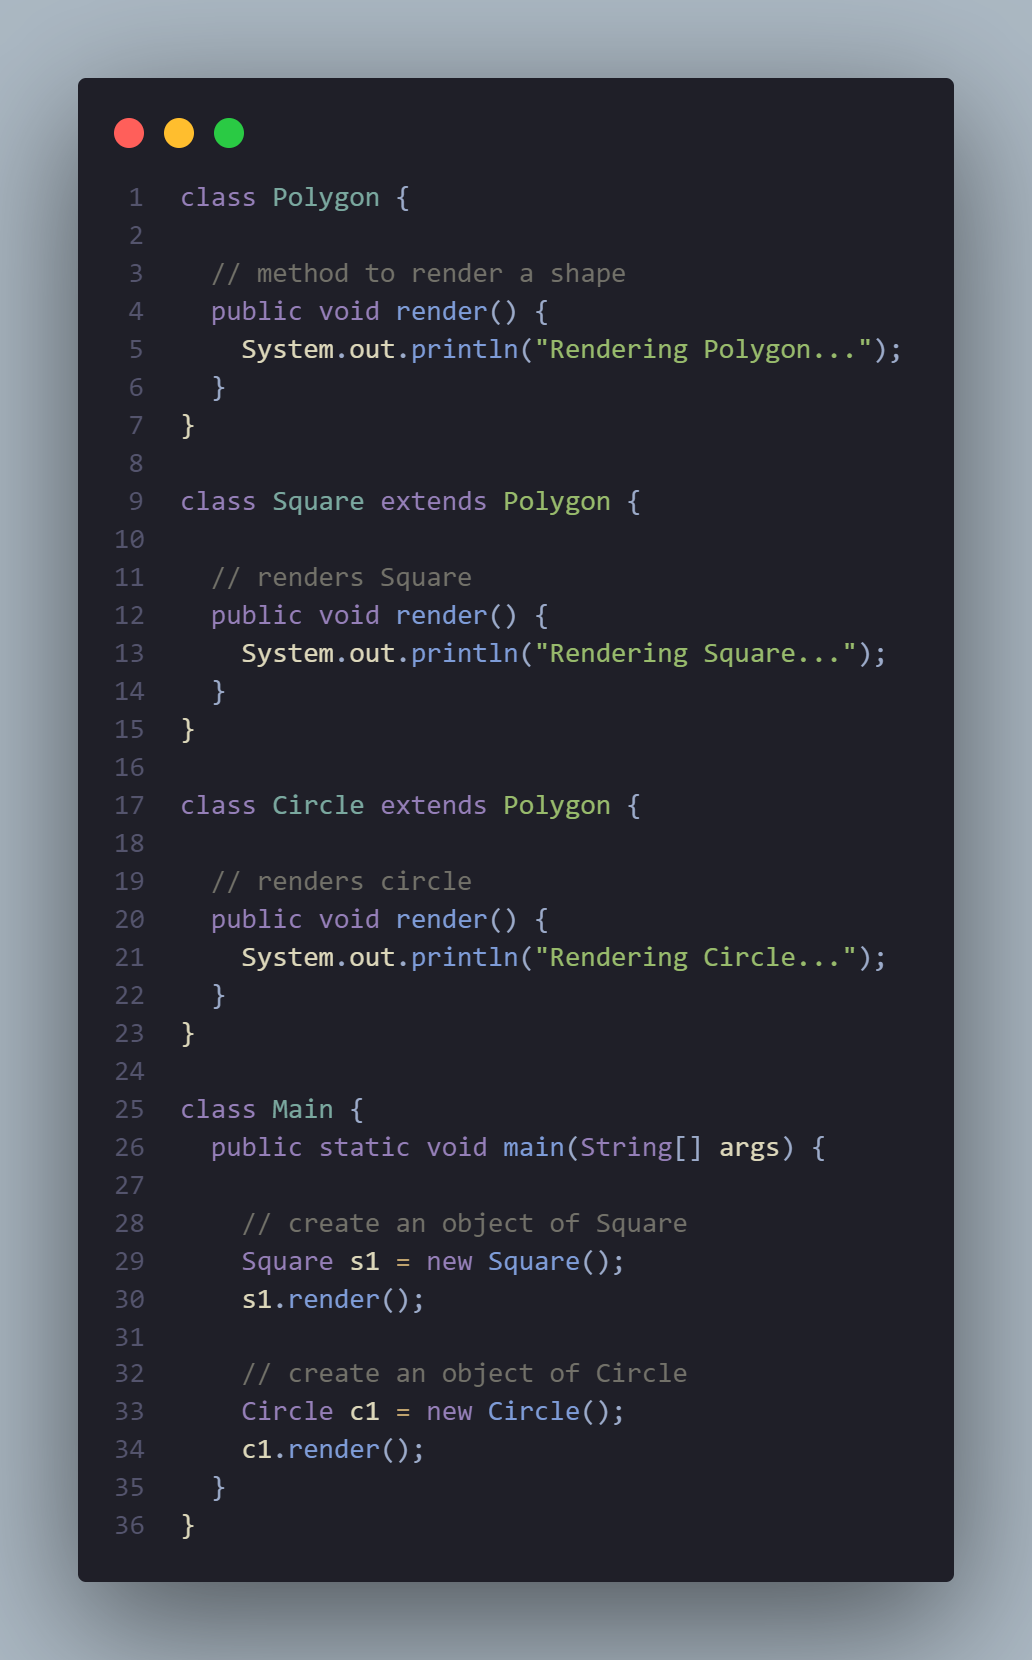 1 class Polygon {
2
3 // method to render a shape
4 public void render() {
5 System.out.println("Rendering Polygon...");
6 }
7 }
8
9 class Square extends Polygon {
10
11 // renders Square
12 public void render() {
13 System.out.println("Rendering Square...");
14 }
15 }
16
17 class Circle extends Polygon {
18
19 // renders circle
20 public void render() {
21 System.out.println("Rendering Circle...");
22 }
23 }
24
25 class Main {
26 public static void main(String[] args) {
27
28 // create an object of Square
29 Square s1 = new Square();
30 s1.render();
31
32 // create an object of Circle
33 Circle c1 = new Circle();
34 c1.render();
35 }
36 }